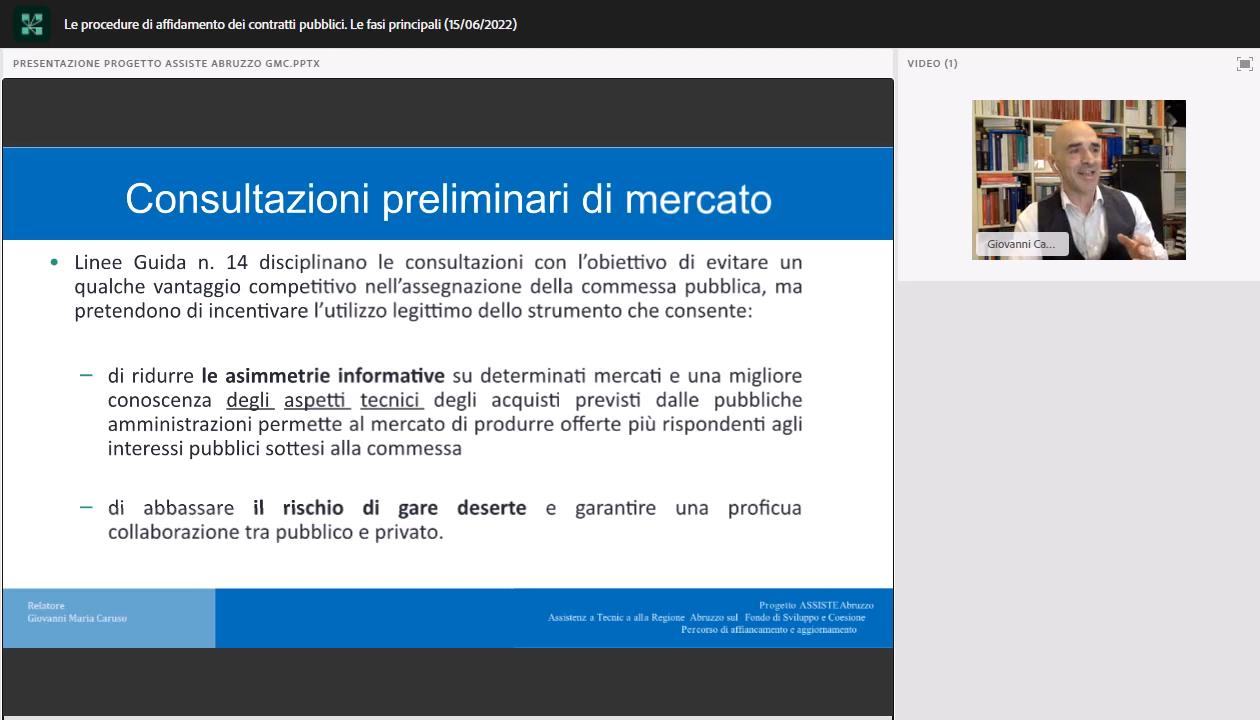 Le procedure di affidamento dei contratti pubblici. Le fasi principali (15/06/2022)
PRESENTAZIONE PROGETTO ASSISTE ABRUZZO GMC.PPTX
VIDEO (1)
Consultazioni preliminari di mercato
• Linee Guida n. 14 disciplinano le consultazioni con l'obiettivo di evitare un
qualche vantaggio competitivo nell'assegnazione della commessa pubblica, ma
pretendono di incentivare l'utilizzo legittimo dello strumento che consente:
– di ridurre le asimmetrie informative su determinati mercati e una migliore
conoscenza degli aspetti tecnici degli acquisti previsti dalle pubbliche
amministrazioni permette al mercato di produrre offerte più rispondenti agli
interessi pubblici sottesi alla commessa
– di abbassare il rischio di gare deserte e garantire una proficua
collaborazione tra pubblico e privato.
Giovanni Ca...
Relatore
Giovanni Maria Caruso
Progetto ASSISTE Abruzzo
Assistenz a Tecnic a alla Regione Abruzzo sul Fondo di Sviluppo e Coesione
Percorso di affiancamento e aggiornamento